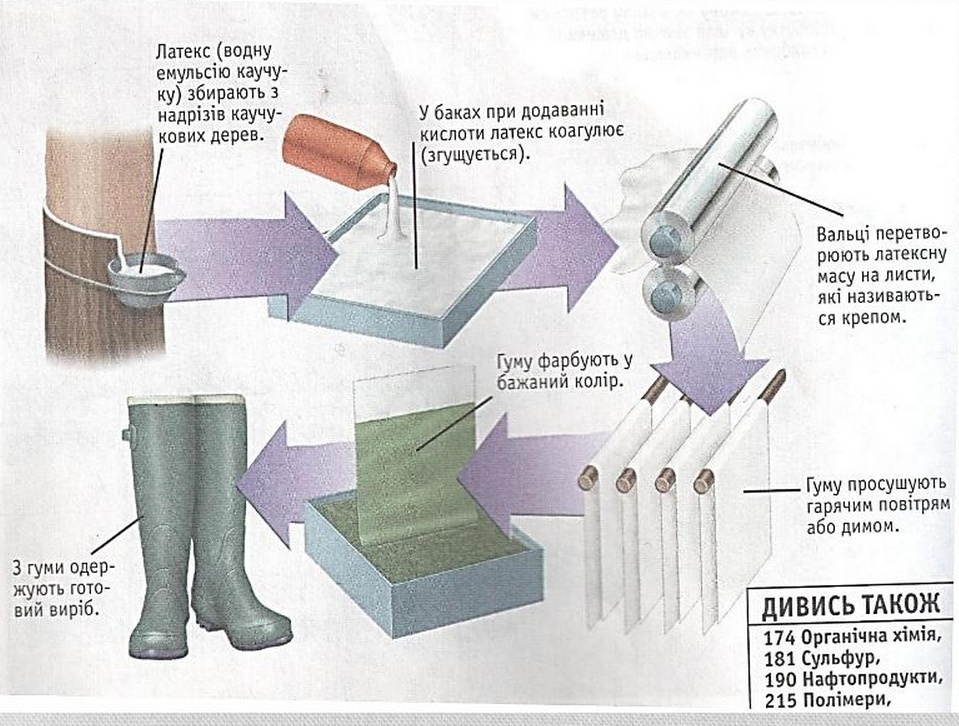 Латекс (водну
емульсію каучу-
ку) збирають з
надрізів каучу-
кових дерев.
У баках при додаванні
кислоти латекс коагулює
(згущується).
Вальці перетво-
рюють латексну
масу на листи,
які називають-
ся крепом.
Гуму фарбують у
бажаний колір.
Гуму просушують
гарячим повітрям
або димом.
З гуми одер-
жують гото-
вий виріб.
ДИВИСЬ ТАКОЖ
174 Органічна хімія,
181 Сульфур,
190 Нафтопродукти,
215 Полімери,